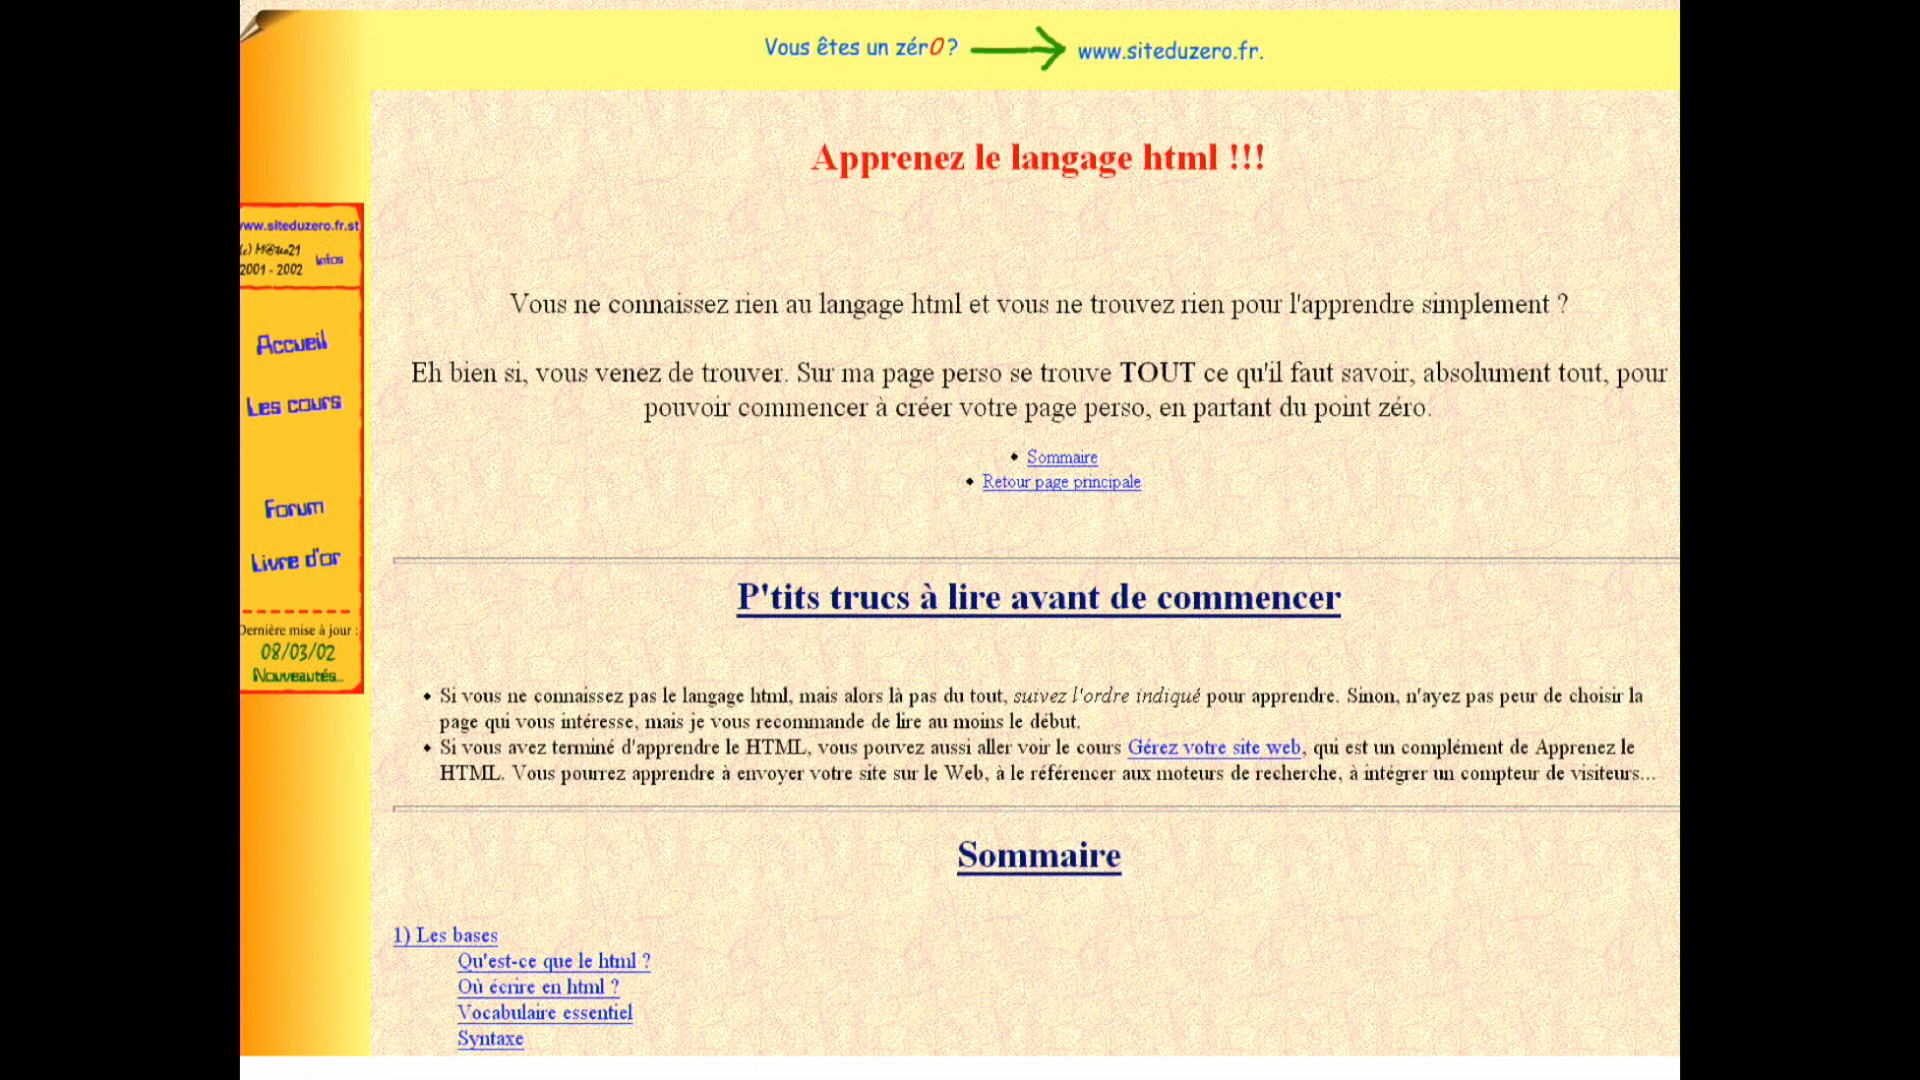 Vous êtes un zér0? www.siteduzero.fr.
Apprenez le langage html !!!
www.siteduzero.fr.st
(c) M@teo21
2001 - 2002 Infos
Accueil
Les cours
Forum
Livre d'or
Dernière mise à jour :
08/03/02
Nouveautés...
Vous ne connaissez rien au langage html et vous ne trouvez rien pour l'apprendre simplement ?
Eh bien si, vous venez de trouver. Sur ma page perso se trouve TOUT ce qu'il faut savoir, absolument tout, pour
pouvoir commencer à créer votre page perso, en partant du point zéro.
Sommaire
Retour page principale
P'tits trucs à lire avant de commencer
Si vous ne connaissez pas le langage html, mais alors là pas du tout, suivez l'ordre indiqué pour apprendre. Sinon, n'ayez pas peur de choisir la
page qui vous intéresse, mais je vous recommande de lire au moins le début.
Si vous avez terminé d'apprendre le HTML, vous pouvez aussi aller voir le cours Gérez votre site web, qui est un complément de Apprenez le
HTML. Vous pourrez apprendre à envoyer votre site sur le Web, à le référencer aux moteurs de recherche, à intégrer un compteur de visiteurs...
Sommaire
1) Les bases
Qu'est-ce que le html ?
Où écrire en html ?
Vocabulaire essentiel
Syntaxe